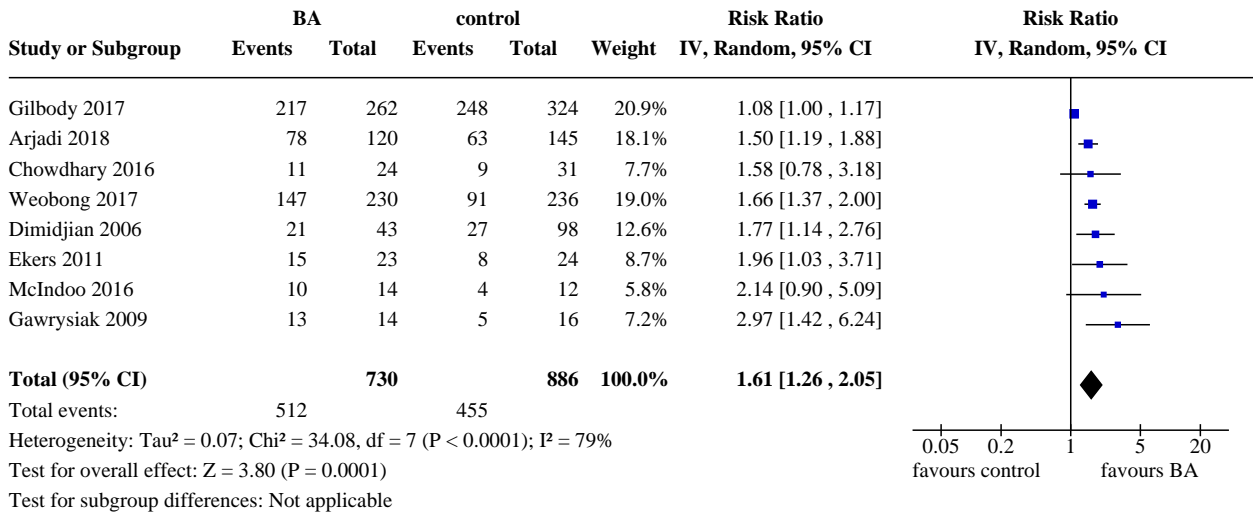 BA control Risk Ratio Risk Ratio
Study or Subgroup Events Total Events Total Weight IV, Random, 95% CI IV, Random, 95% CI
Gilbody 2017 217 262 248 324 20.9% 1.08 [1.00 , 1.17]
Arjadi 2018 78 120 63 145 18.1% 1.50 [1.19 , 1.88]
Chowdhary 2016 11 24 9 31 7.7% 1.58 [0.78 , 3.18]
Weobong 2017 147 230 91 236 19.0% 1.66 [1.37 , 2.00]
Dimidjian 2006 21 43 27 98 12.6% 1.77 [1.14 , 2.76]
Ekers 2011 15 23 8 24 8.7% 1.96 [1.03 , 3.71]
McIndoo 2016 10 14 4 12 5.8% 2.14 [0.90 , 5.09]
Gawrysiak 2009 13 14 5 16 7.2% 2.97 [1.42 , 6.24]
Total (95% CI) 730 886 100.0% 1.61 [1.26 , 2.05]
Total events: 512 455
Heterogeneity: Tau² = 0.07; Chi² = 34.08, df = 7 (P < 0.0001); I² = 79%
0.05 0.2 1 5 20
Test for overall effect: Z = 3.80 (P = 0.0001)
favours control favours BA
Test for subgroup differences: Not applicable